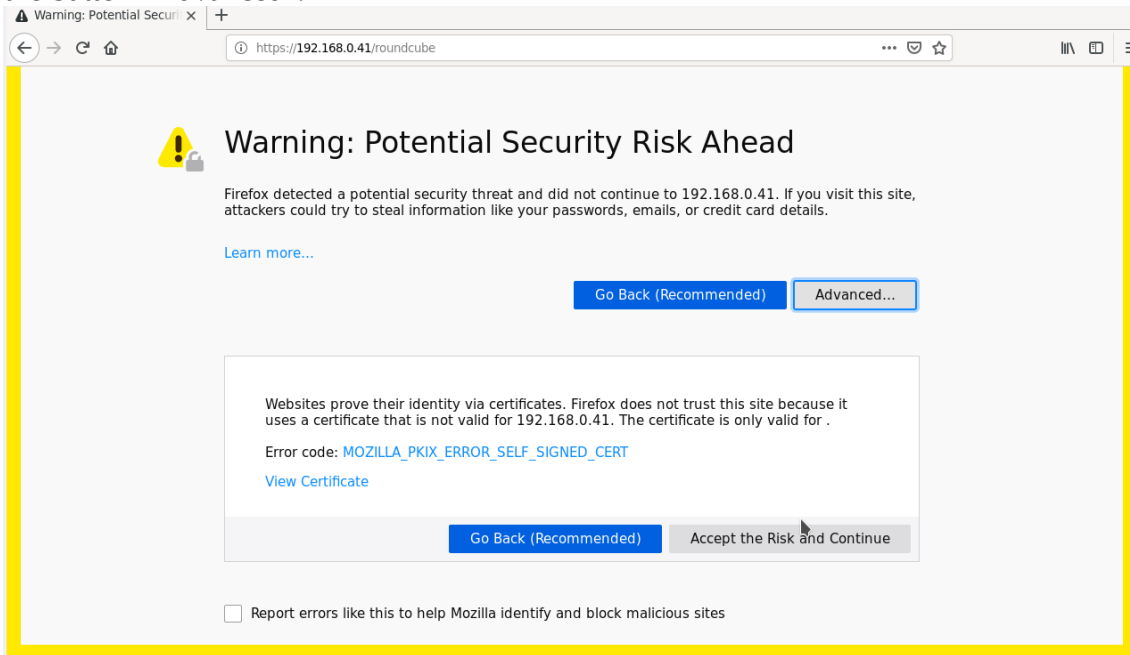 Warning: Potential Securi
https://192.168.0.41/roundcube
Warning: Potential Security Risk Ahead
Firefox detected a potential security threat and did not continue to 192.168.0.41. If you visit this site,
attackers could try to steal information like your passwords, emails, or credit card details.
Learn more...
Go Back (Recommended) Advanced...
Websites prove their identity via certificates. Firefox does not trust this site because it
uses a certificate that is not valid for 192.168.0.41. The certificate is only valid for .
Error code: MOZILLA_PKIX_ERROR_SELF_SIGNED_CERT
View Certificate
Go Back (Recommended) Accept the Risk and Continue
Report errors like this to help Mozilla identify and block malicious sites